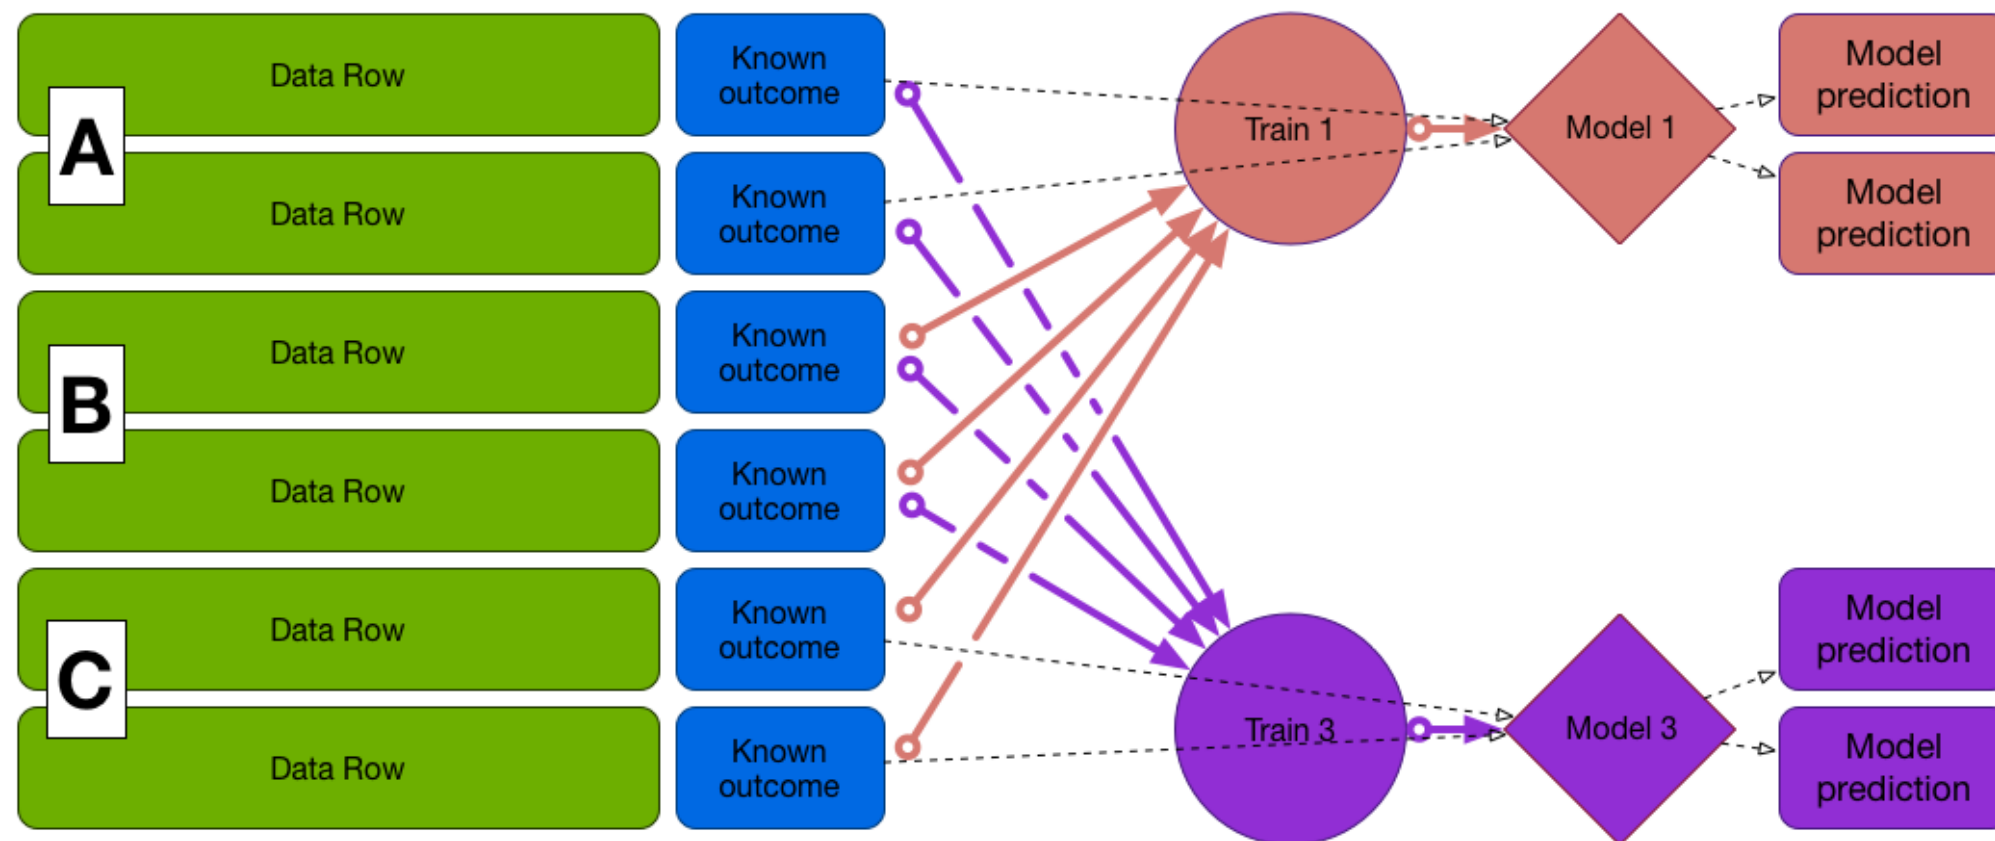 Data Row
Known
outcome
Train 1
Model 1
Model
prediction
A
Data Row
Known
outcome
Model
prediction
Data Row
Known
outcome
B
Data Row
Known
outcome
Data Row
Known
outcome
Model
prediction
C
Data Row
Known
outcome
Train 3
Model 3
Model
prediction